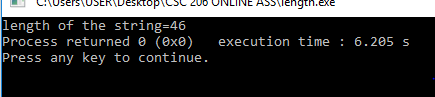 C:\Users\USER\Desktop\CSC 206 ONLINE ASS\length.exe
length of the string=46
Process returned 0 (0x0)   execution time : 6.205 s
Press any key to continue.